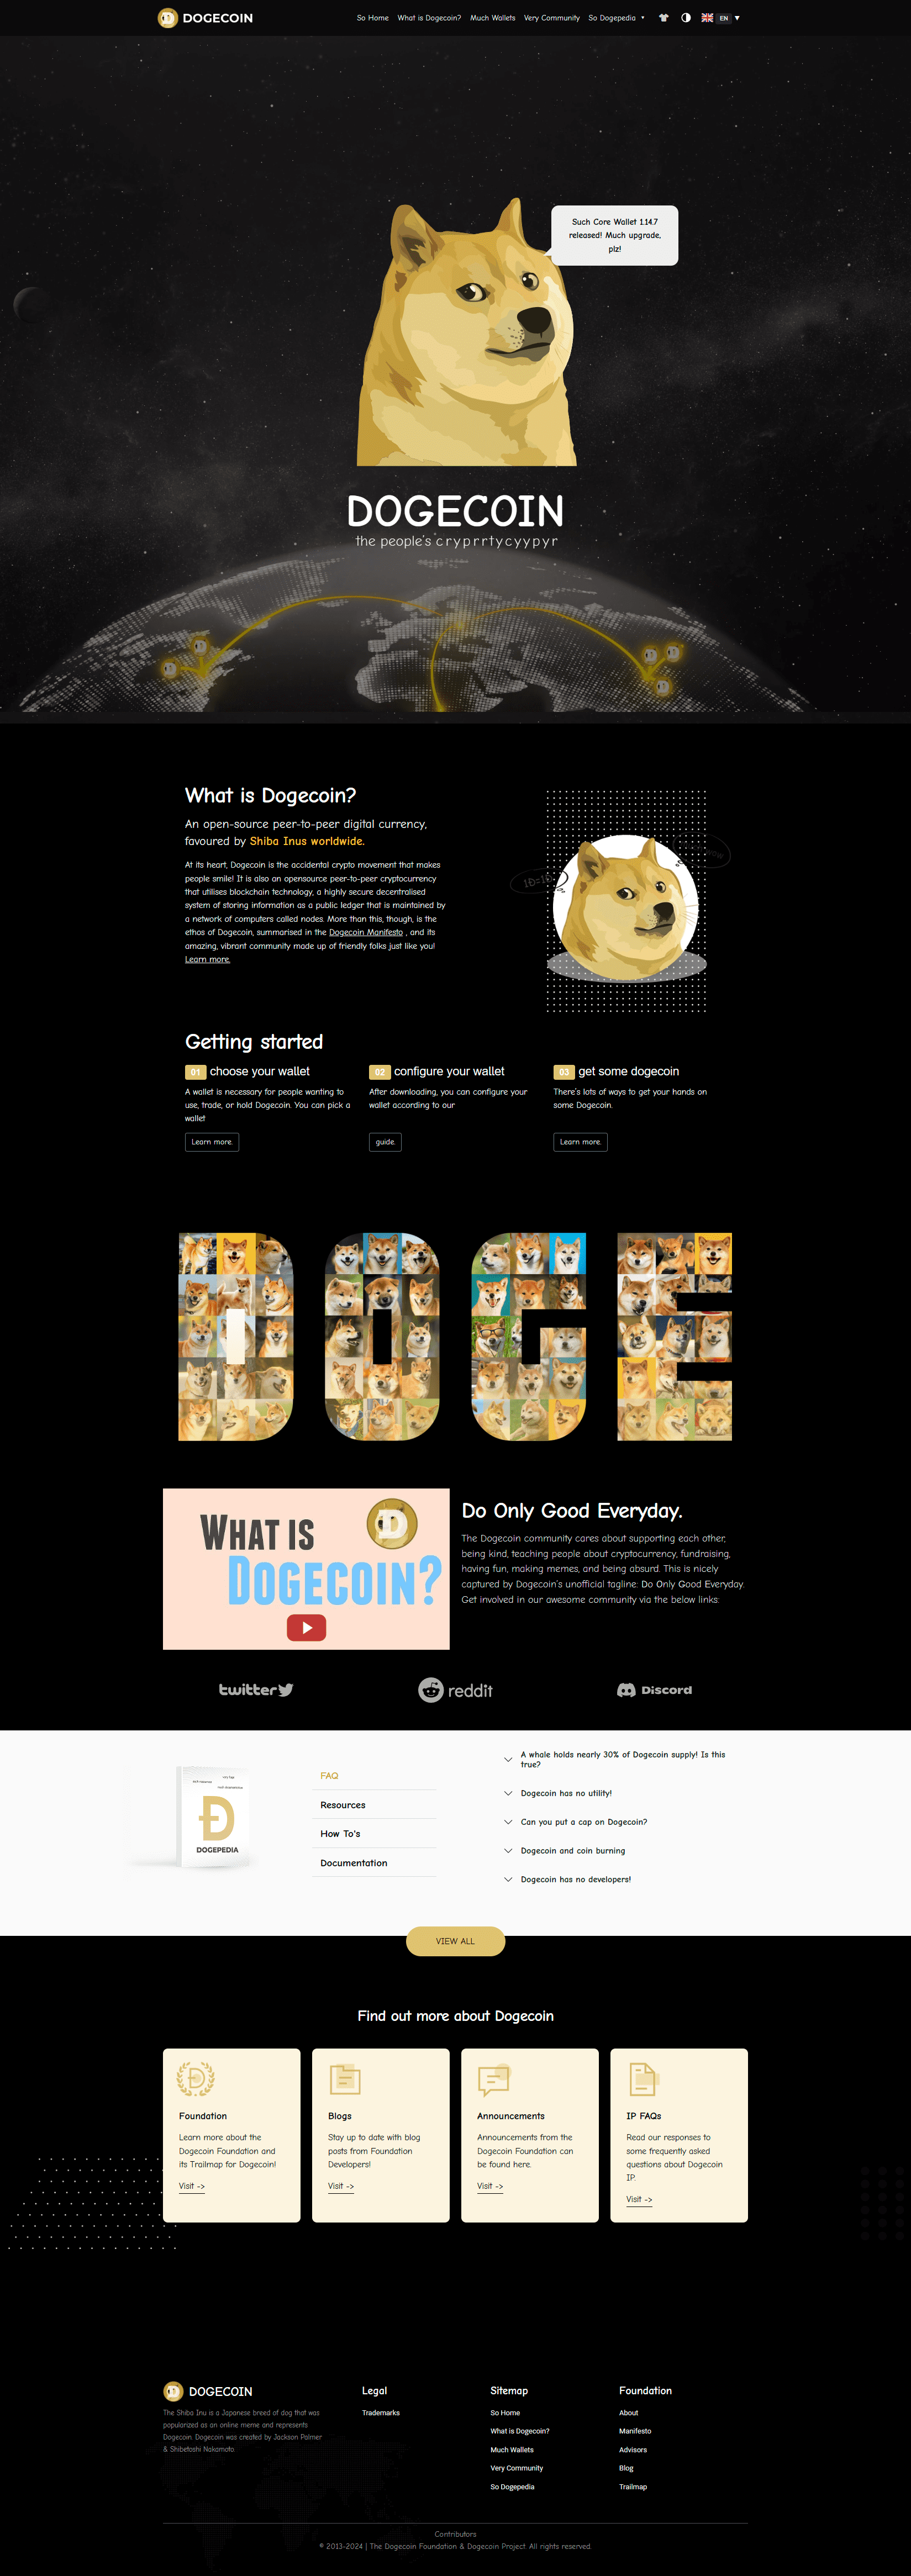 DOGECOIN
So Home What is Dogecoin? Much Wallets Very Community So Dogepedia EN
Such Core Wallet 1.14.7
released! Much upgrade,
plz!
DOGECOIN
the people's cryprrtycyypyr
What is Dogecoin?
An open-source peer-to-peer digital currency,
favoured by Shiba Inus worldwide.
At its heart, Dogecoin is the accidental crypto movement that makes
people smile! It is also an opensource peer-to-peer cryptocurrency
that utilises blockchain technology, a highly secure decentralised
system of storing information as a public ledger that is maintained by
a network of computers called nodes. More than this, though, is the
ethos of Dogecoin, summarised in the Dogecoin Manifesto , and its
amazing, vibrant community made up of friendly folks just like you!
Learn more.
Getting started
01 choose your wallet
A wallet is necessary for people wanting to
use, trade, or hold Dogecoin. You can pick a
wallet
Learn more.
02 configure your wallet
After downloading, you can configure your
wallet according to our
guide.
03 get some dogecoin
There's lots of ways to get your hands on
some Dogecoin.
Learn more.
DOGE
WHAT IS
DOGECOIN?
Do Only Good Everyday.
The Dogecoin community cares about supporting each other,
being kind, teaching people about cryptocurrency, fundraising,
having fun, making memes, and being absurd. This is nicely
captured by Dogecoin's unofficial tagline: Do Only Good Everyday.
Get involved in our awesome community via the below links:
twitter
reddit
Discord
DOGEPEDIA
FAQ
Resources
How To's
Documentation
A whale holds nearly 30% of Dogecoin supply! Is this
true?
Dogecoin has no utility!
Can you put a cap on Dogecoin?
Dogecoin and coin burning
Dogecoin has no developers!
VIEW ALL
Find out more about Dogecoin
Foundation
Learn more about the
Dogecoin Foundation and
its Trailmap for Dogecoin!
Visit ->
Blogs
Stay up to date with blog
posts from Foundation
Developers!
Visit ->
Announcements
Announcements from the
Dogecoin Foundation can
be found here.
Visit ->
IP FAQs
Read our responses to
some frequently asked
questions about Dogecoin
IP.
Visit ->
DOGECOIN
The Shiba Inu is a Japanese breed of dog that was
popularized as an online meme and represents
Dogecoin. Dogecoin was created by Jackson Palmer
& Shibetoshi Nakamoto
Legal
Trademarks
Sitemap
So Home
What is Dogecoin?
Much Wallets
Very Community
So Dogepedia
Foundation
About
Manifesto
Advisors
Blog
Trailmap
Contributors
© 2013-2024 | The Dogecoin Foundation & Dogecoin Project. All rights reserved.